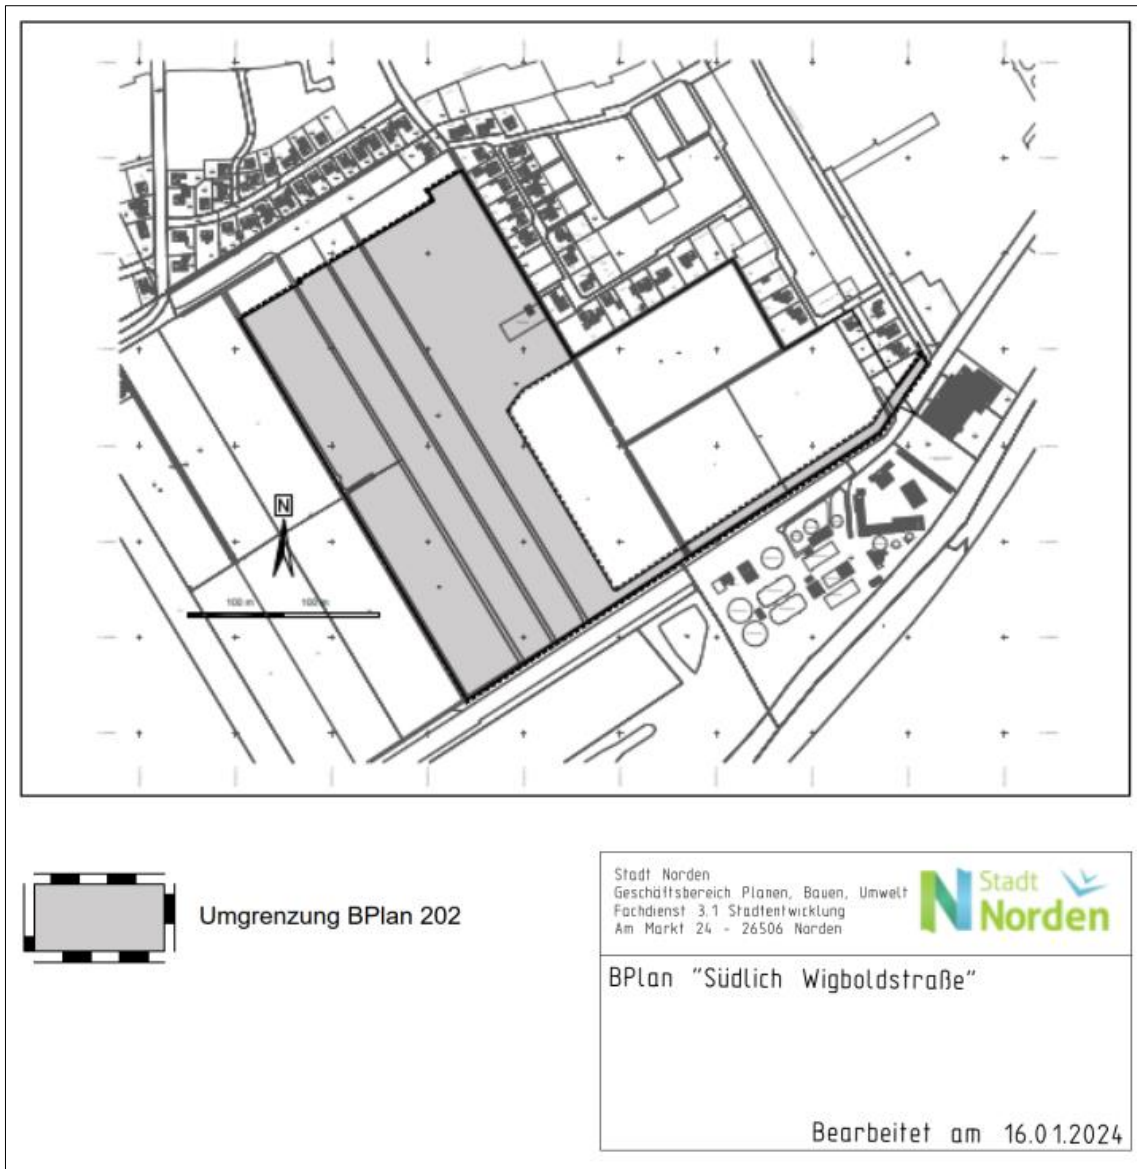 N
100 m 100 m
Umgrenzung BPlan 202
Stadt Norden
Geschäftsbereich Planen, Bauen, Umwelt
Fachdienst 3.1 Stadtentwicklung
Am Markt 24 - 26506 Norden
Stadt
Norden
BPlan "Südlich Wigboldstraße"
Bearbeitet am 16.01.2024